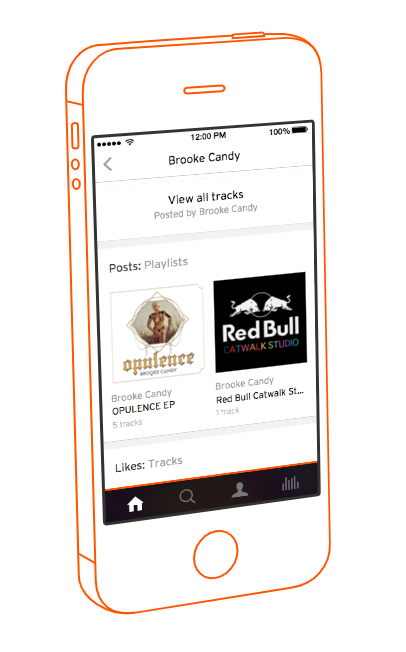 12:00 PM
100%
Brooke Candy
View all tracks
Posted by Brooke Candy
Posts: Playlists
opulence
BROOKE CANDY
Red Bull
CATWALK STUDIO
Brooke Candy
OPULENCE EP
5 tracks
Brooke Candy
Red Bull Catwalk St...
1 track
Likes: Tracks